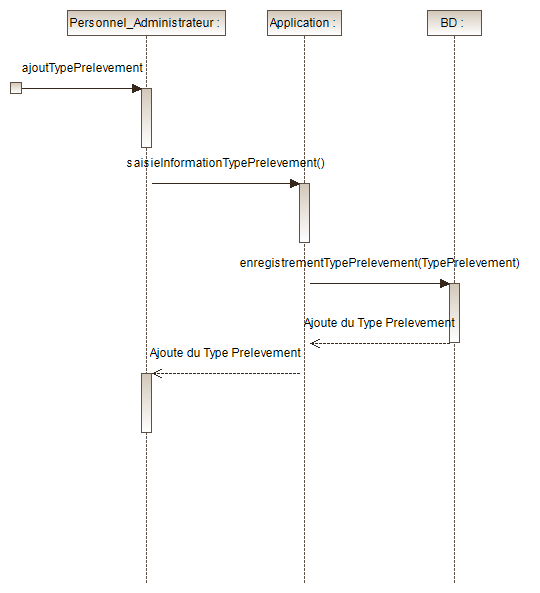 Personnel_Administrateur :
Application :
BD :
ajoutTypePrelevement
saisieInformationTypePrelevement()
enregistrementTypePrelevement(TypePrelevement)
Ajoute du Type Prelevement
Ajoute du Type Prelevement